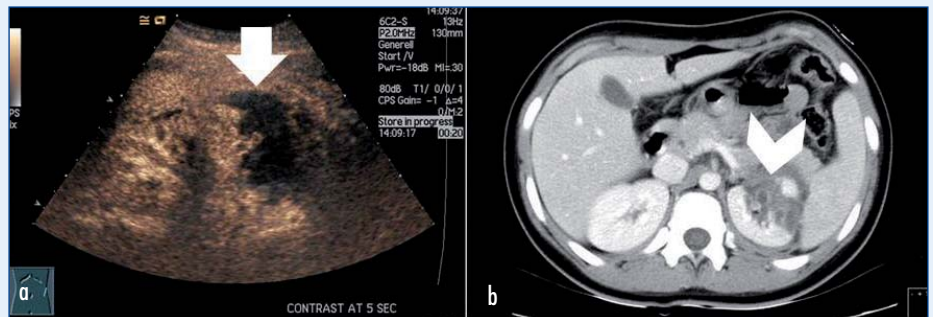 14:09:37
6C2-S 13Hz
P2.0MHz 130mm
Generell
Start /V
Pwr=-18dB MI=.30
80dB T1/ 0/0/ 1
CPS Gain= -1 Δ=4
0/M:2
Store in progress
14:09:17 00:20
PS
a
CONTRAST AT 5 SEC
b